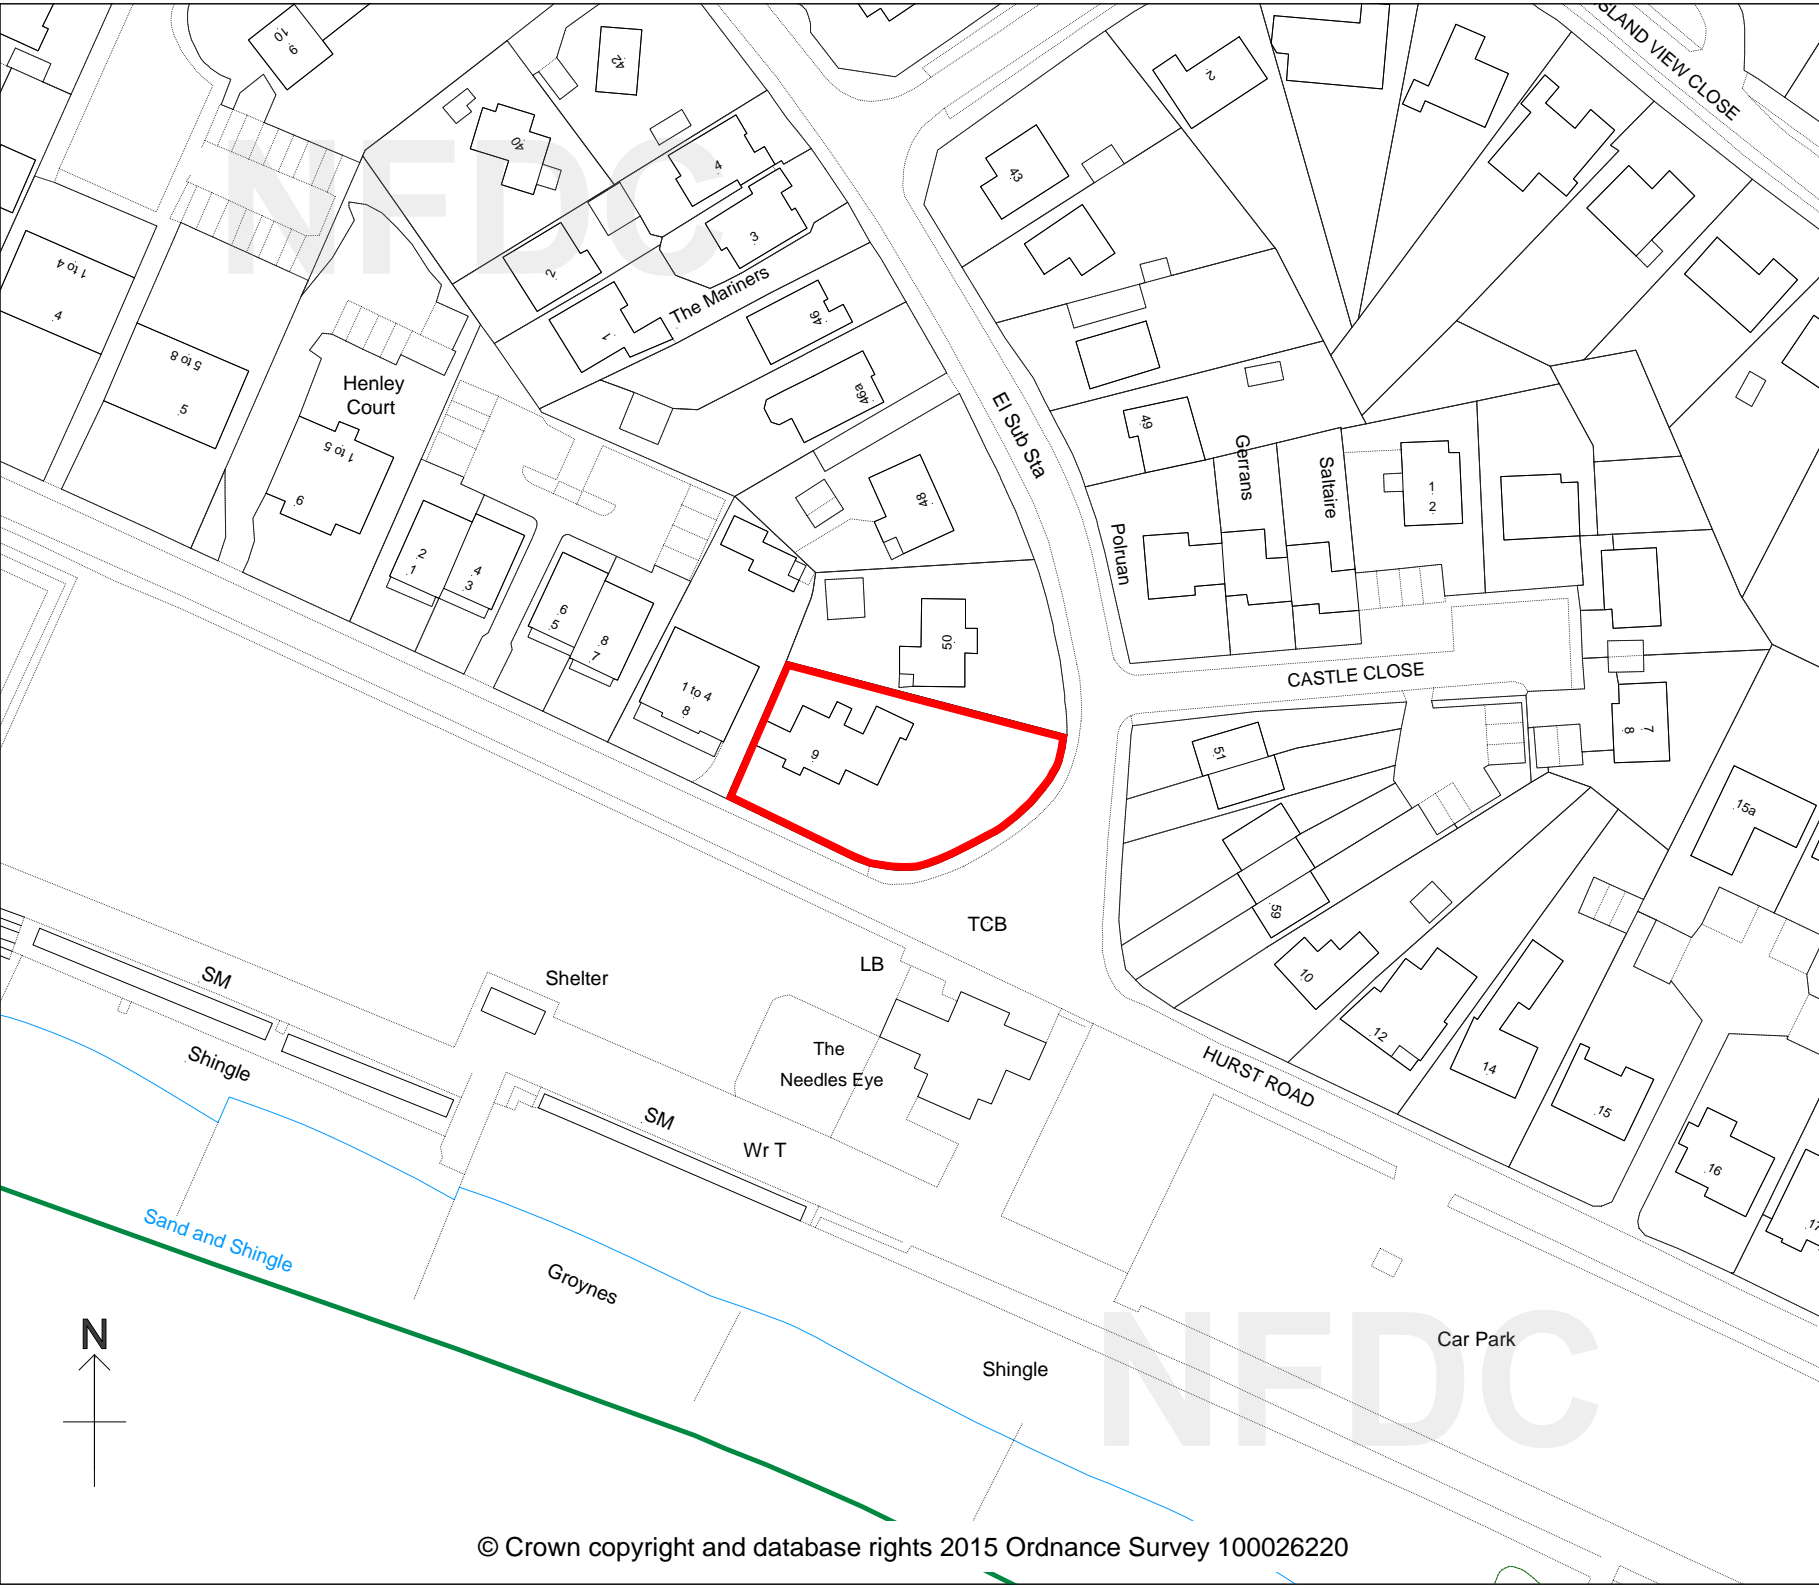 ISLAND VIEW CLOSE
10
9
42
2
40
4
43
NFDC
3
2
The Mariners
1
46
46a
1 to 4
4
5 to 8
5
Henley
Court
1 to 5
6
El Sub Sta
49
Gerrans
Saltaire
1
2
48
Polruan
2
1
4
3
6
5
8
7
50
1 to 4
8
CASTLE CLOSE
9
51
7
8
15a
59
TCB
LB
10
12
SM
Shelter
The
Needles Eye
Shingle
HURST ROAD
14
15
SM
Wr T
16
17
Sand and Shingle
Groynes
N
Shingle
Car Park
NFDC
© Crown copyright and database rights 2015 Ordnance Survey 100026220